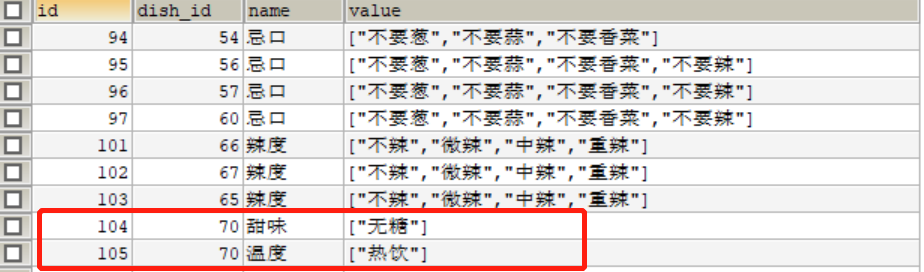 id dish_id name value
94 54 忌口 ["不要葱","不要蒜","不要香菜"]
95 56 忌口 ["不要葱","不要蒜","不要香菜","不要辣"]
96 57 忌口 ["不要葱","不要蒜","不要香菜","不要辣"]
97 60 忌口 ["不要葱","不要蒜","不要香菜","不要辣"]
101 66 辣度 ["不辣","微辣","中辣","重辣"]
102 67 辣度 ["不辣","微辣","中辣","重辣"]
103 65 辣度 ["不辣","微辣","中辣","重辣"]
104 70 甜味 ["无糖"]
105 70 温度 ["热饮"]